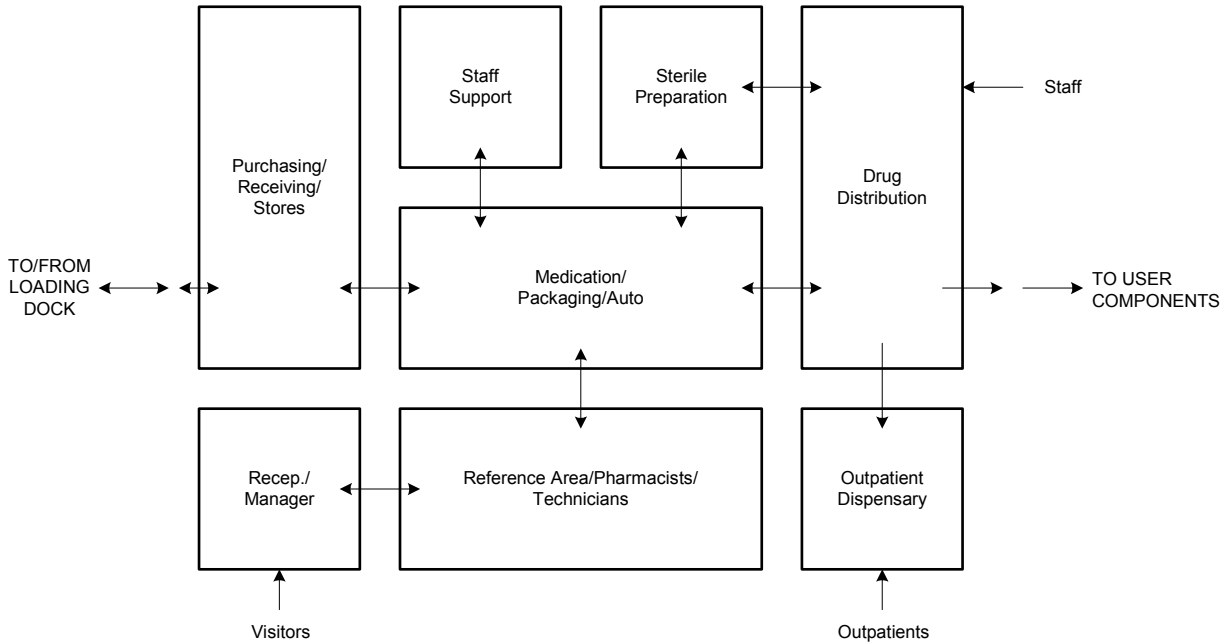 Staff
Support
Sterile
Preparation
Staff
Purchasing/
Receiving/
Stores
Drug
Distribution
TO/FROM
LOADING
DOCK
Medication/
Packaging/Auto
TO USER
COMPONENTS
Recep./
Manager
Reference Area/Pharmacists/
Technicians
Outpatient
Dispensary
Visitors
Outpatients